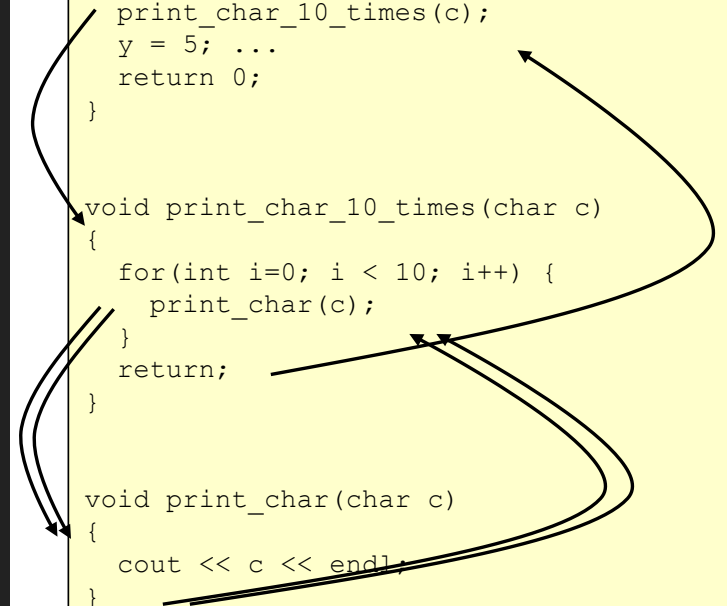 print_char_10_times(c);
y = 5; ...
return 0;
}
void print_char_10_times(char c)
{
for(int i=0; i < 10; i++) {
print_char(c);
}
return;
}
void print_char(char c)
{
cout << c << endl;
}